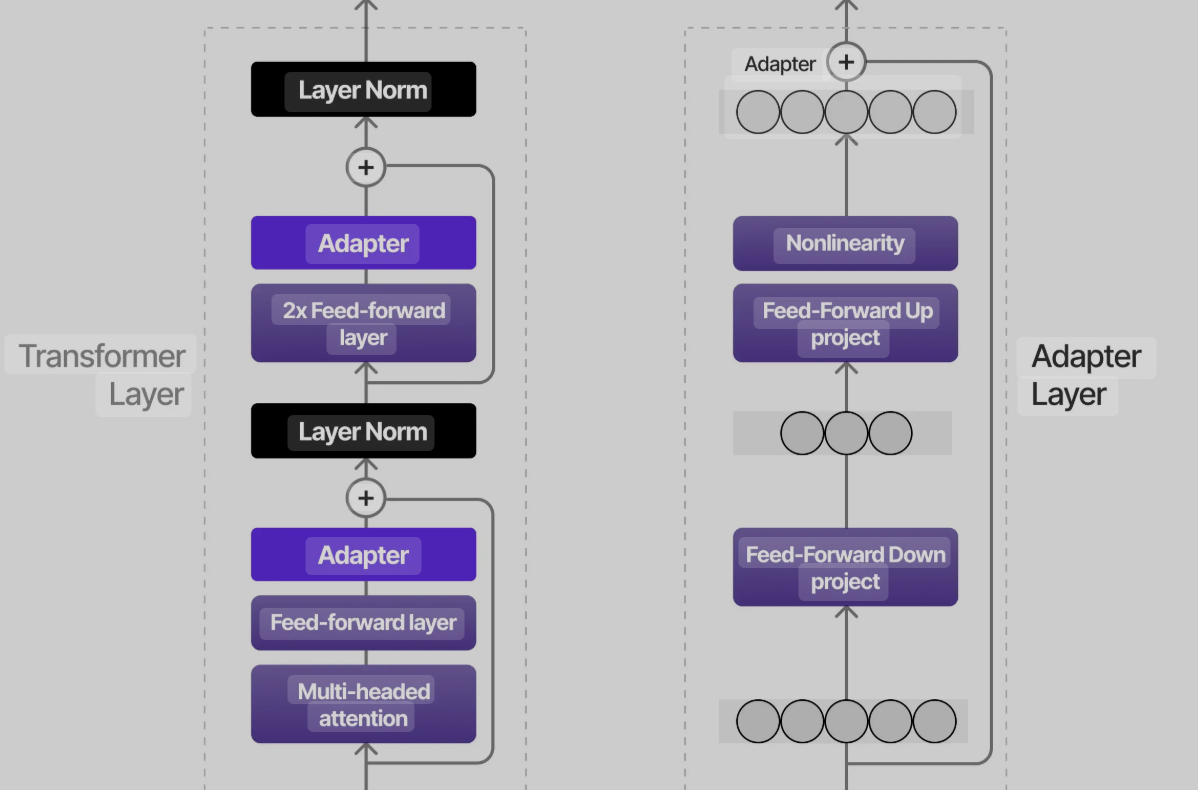 Transformer
Layer
Layer Norm
+
Adapter
2x Feed-forward
layer
Layer Norm
+
Adapter
Feed-forward layer
Multi-headed
attention
Adapter
+
Nonlinearity
Feed-Forward Up
project
Feed-Forward Down
project
Adapter
Layer